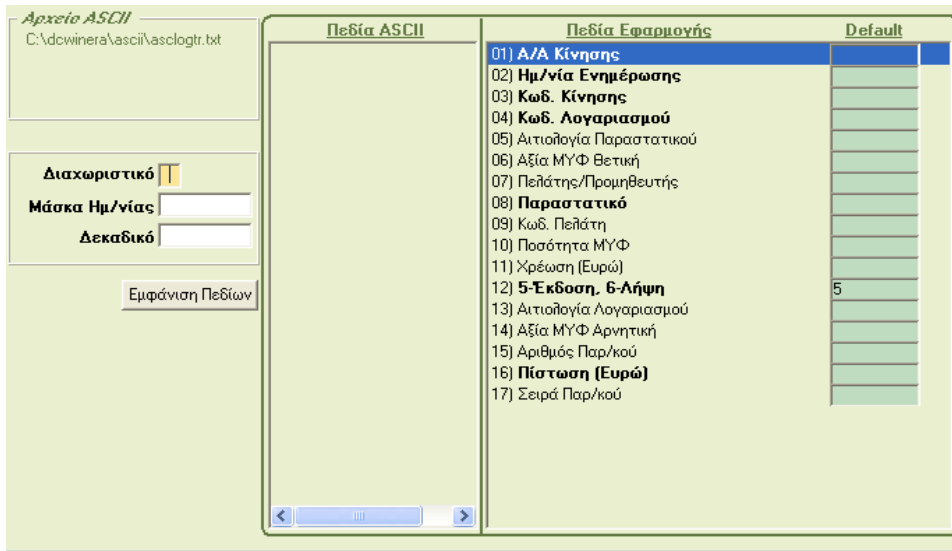 Αρχείο ASCII
C:\dcwinera\ascii\asclogtr.txt
Διαχωριστικό
Μάσκα Ημ/νίας
Δεκαδικό
Εμφάνιση Πεδίων
Πεδία ASCII
Πεδία Εφαρμογής Default
01) Α/Α Κίνησης
02) Ημ/νία Ενημέρωσης
03) Κωδ. Κίνησης
04) Κωδ. Λογαριασμού
05) Αιτιολογία Παραστατικού
06) Αξία ΜΥΦ Θετική
07) Πελάτης/Προμηθευτής
08) Παραστατικό
09) Κωδ. Πελάτη
10) Ποσότητα ΜΥΦ
11) Χρέωση (Ευρώ)
12) 5-Έκδοση, 6-Λήψη 5
13) Αιτιολογία Λογαριασμού
14) Αξία ΜΥΦ Αρνητική
15) Αριθμός Παρ/κού
16) Πίστωση (Ευρώ)
17) Σειρά Παρ/κού